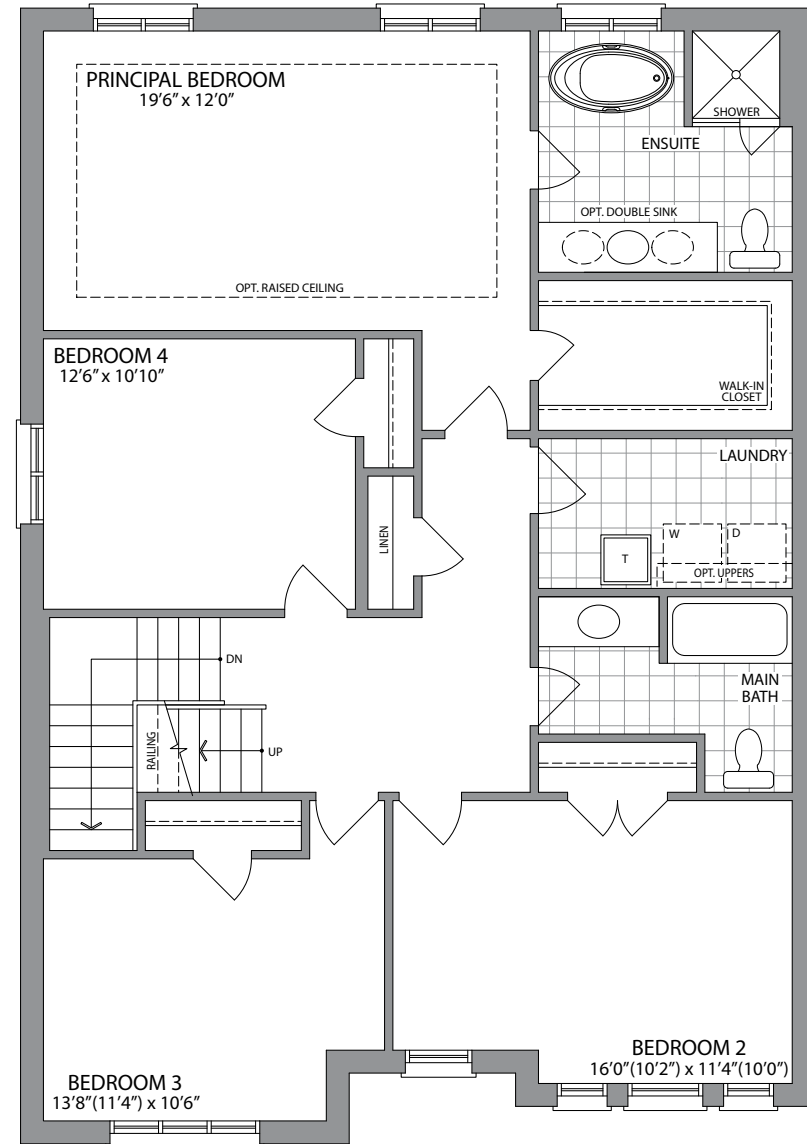 PRINCIPAL BEDROOM
19'6" x 12'0"
OPT. RAISED CEILING
SHOWER
ENSUITE
OPT. DOUBLE SINK
BEDROOM 4
12'6" x 10'10"
WALK-IN
CLOSET
LAUNDRY
LINEN
W
D
T
OPT. UPPERS
DN
MAIN
BATH
RAILING
UP
BEDROOM 3
13'8"(11'4") x 10'6"
BEDROOM 2
16'0"(10'2") x 11'4"(10'0")